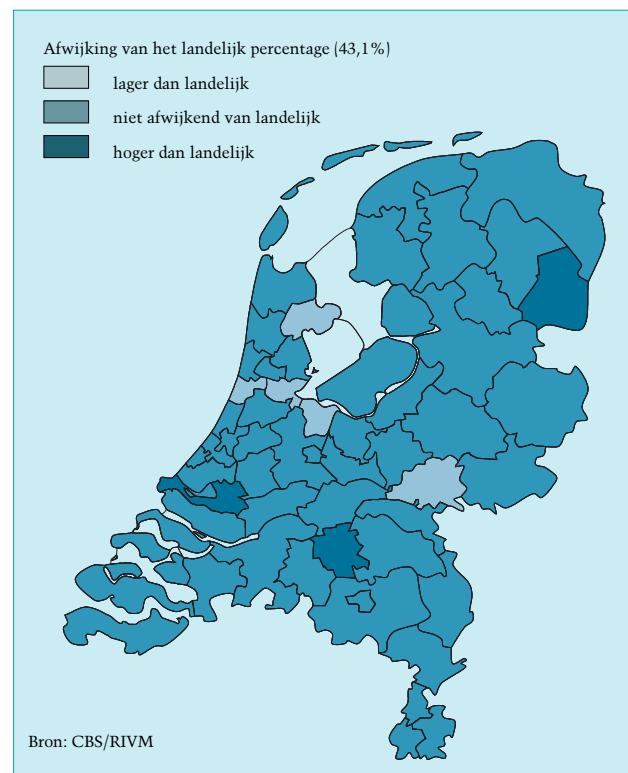 Afwijking van het landelijk percentage (43,1%)
lager dan landelijk
niet afwijkend van landelijk
hoger dan landelijk
Bron: CBS/RIVM